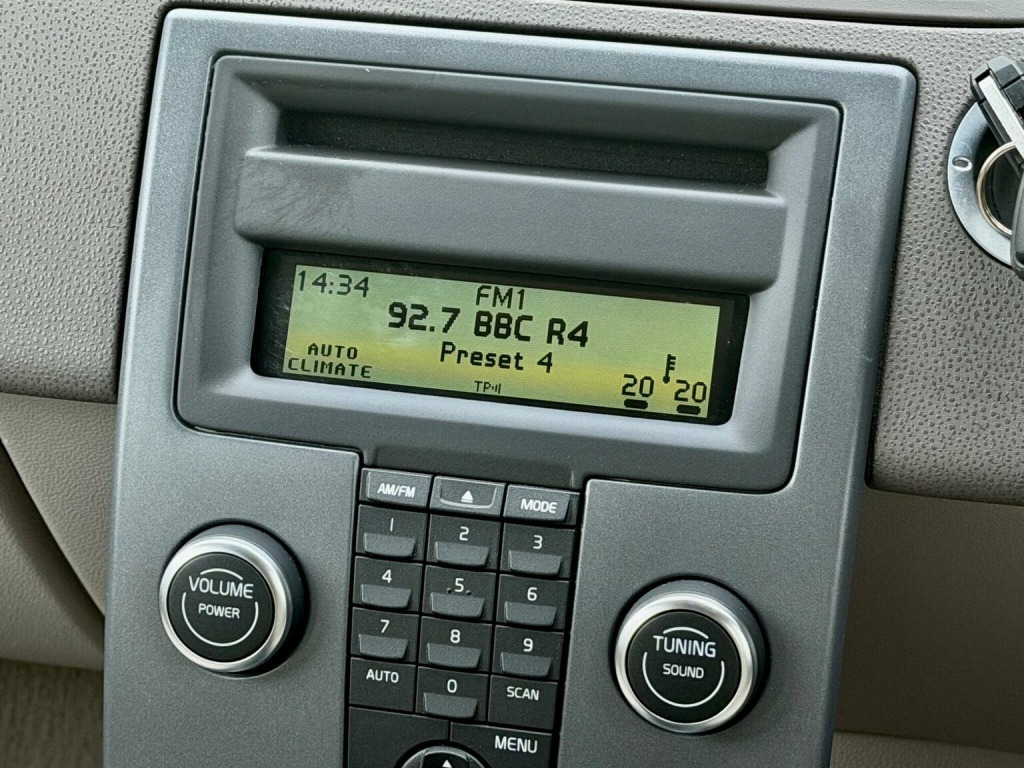 14:34
FM1
92.7 BBC R4
Preset 4
AUTO
CLIMATE
TP
20 20
AM/FM
MODE
1 2 3
4 5 6
7 8 9
AUTO 0 SCAN
MENU
VOLUME
POWER
TUNING
SOUND